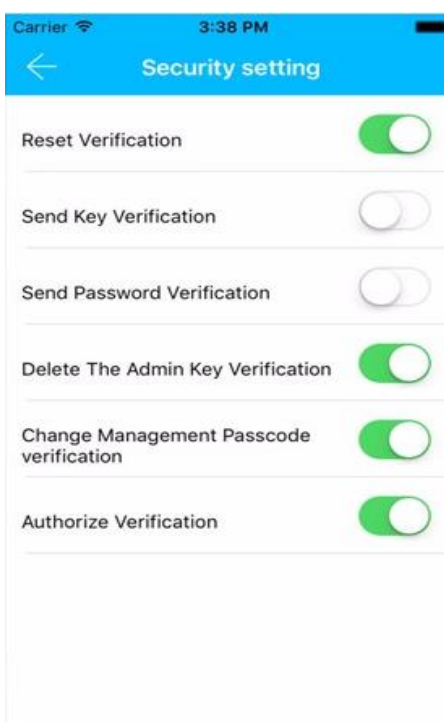 Carrier 3:38 PM
Security setting
Reset Verification
Send Key Verification
Send Password Verification
Delete The Admin Key Verification
Change Management Passcode
verification
Authorize Verification